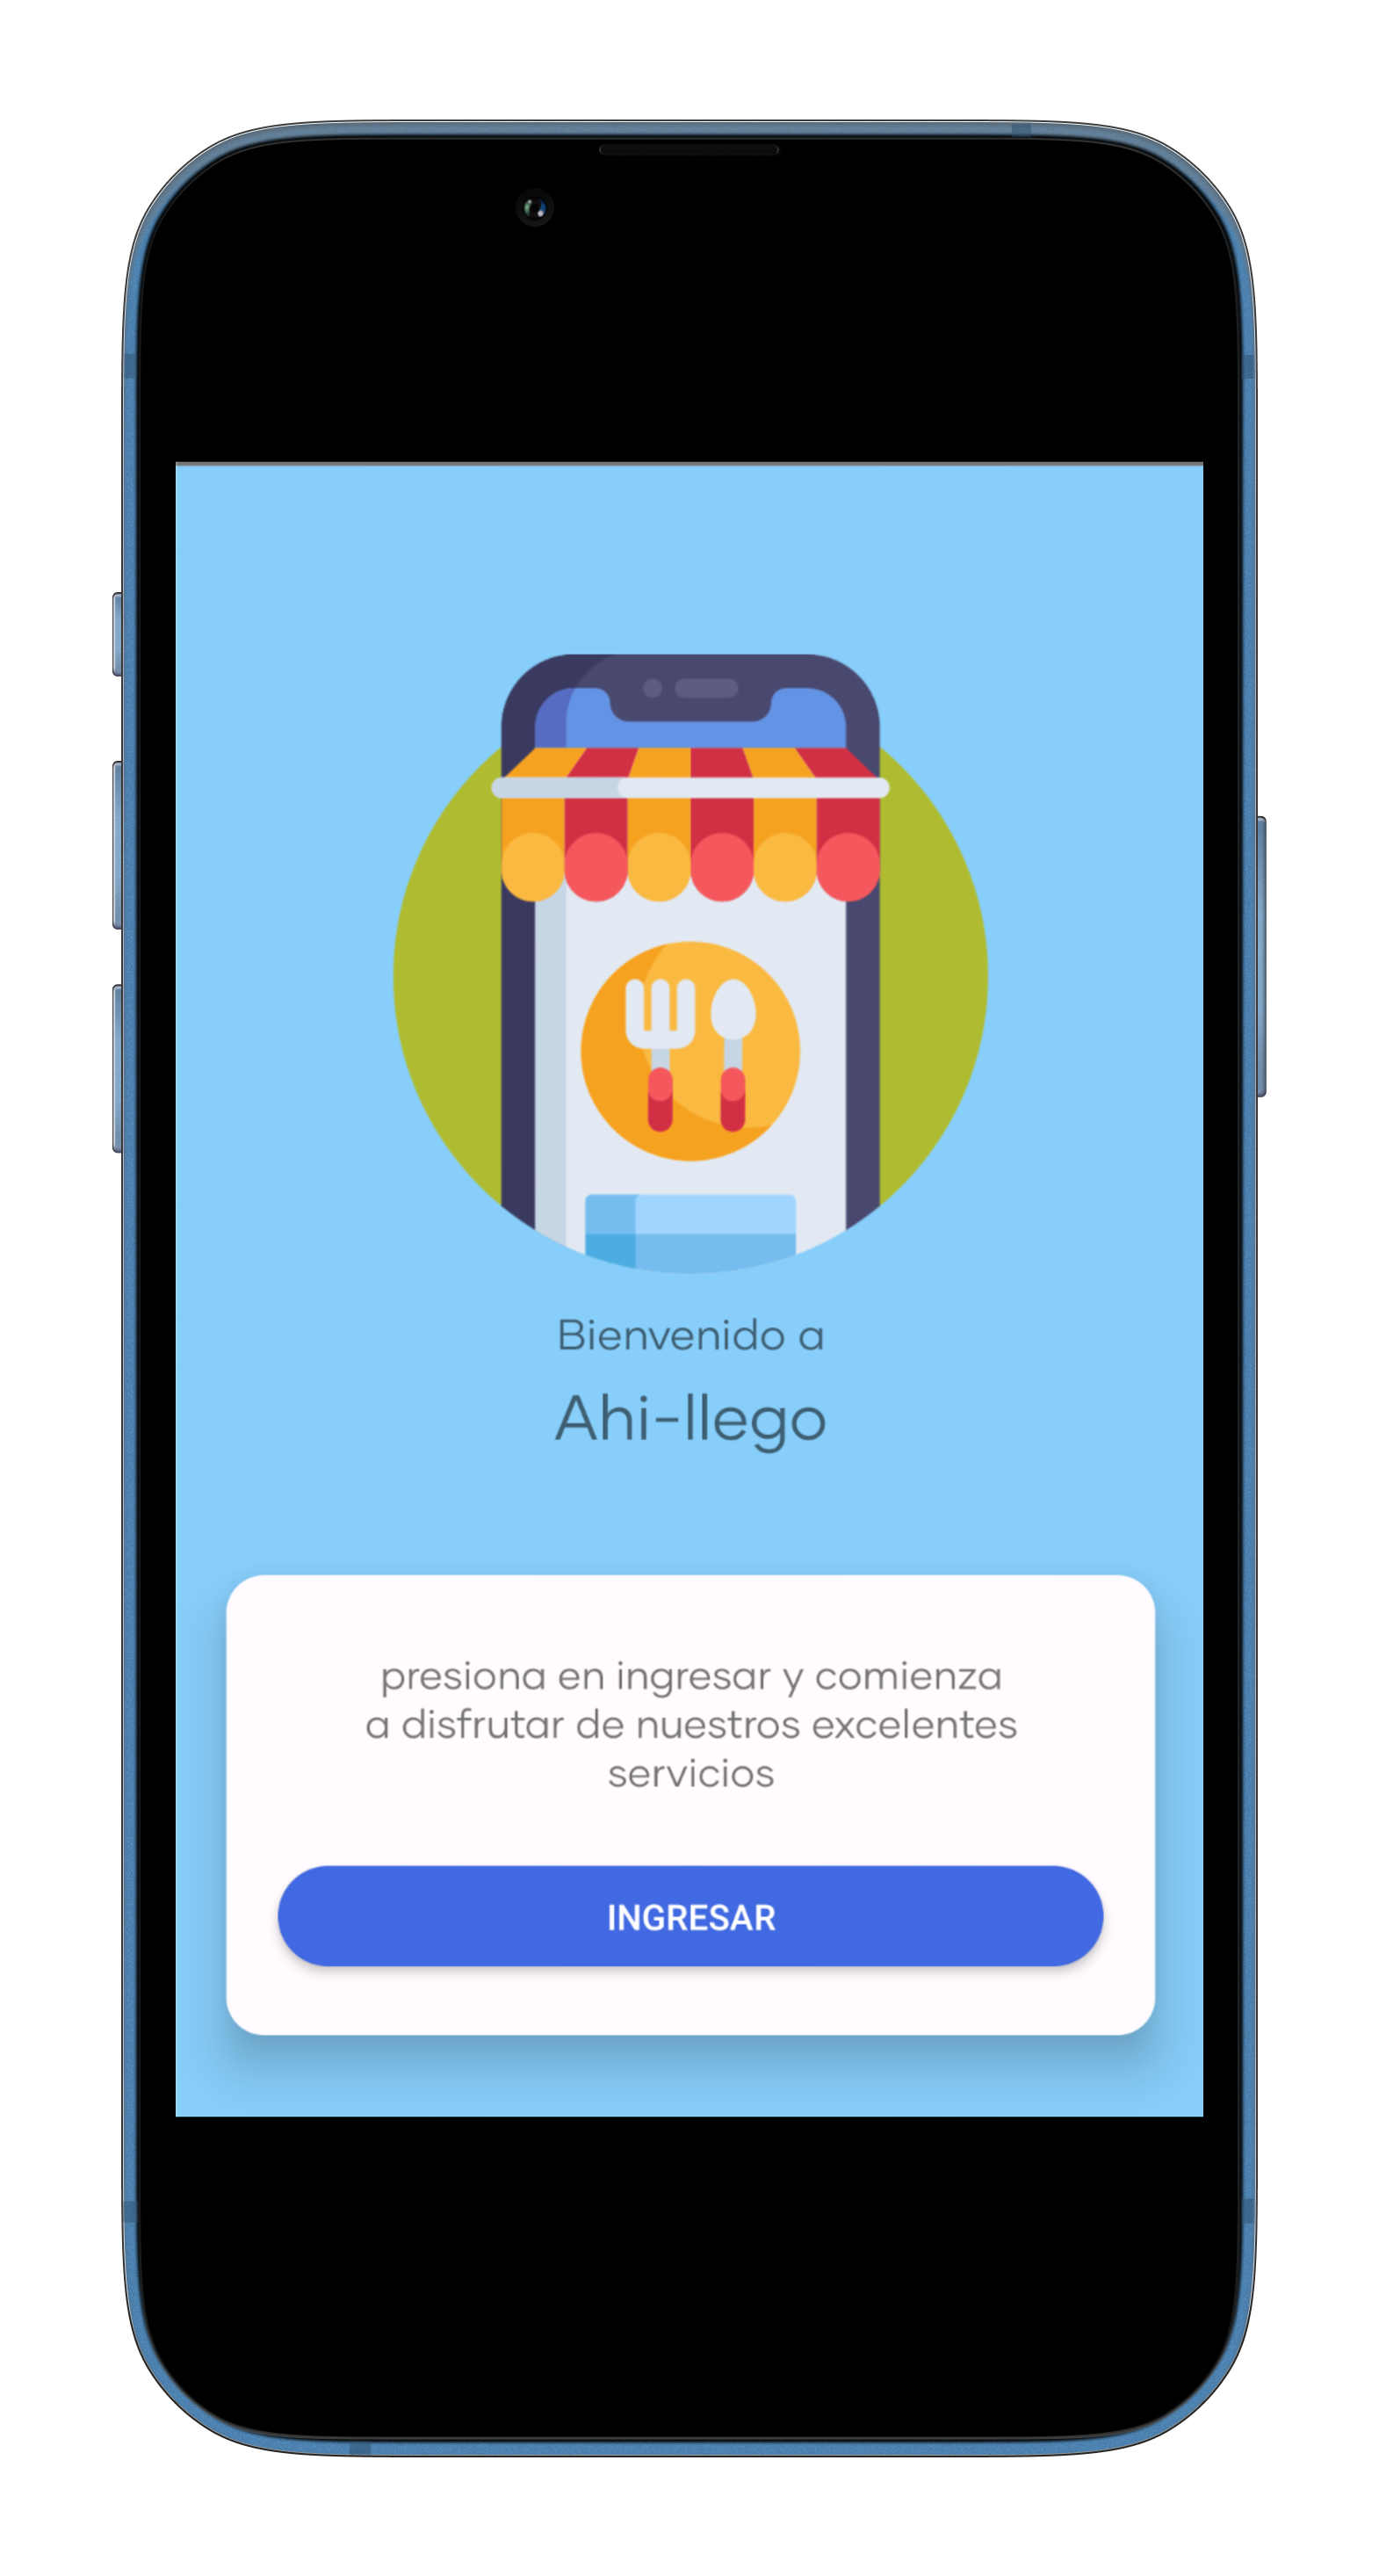 Bienvenido a
Ahi-llego
presiona en ingresar y comienza
a disfrutar de nuestros excelentes
servicios
INGRESAR